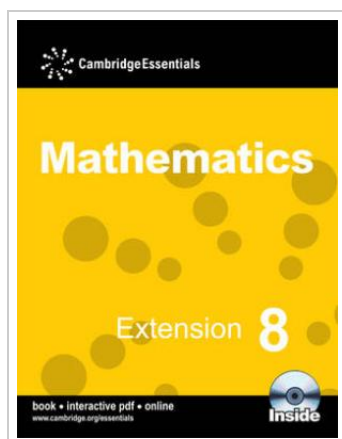 CambridgeEssentials
Mathematics
Extension 8
book • interactive pdf • online
www.cambridge.org/essentials
Inside